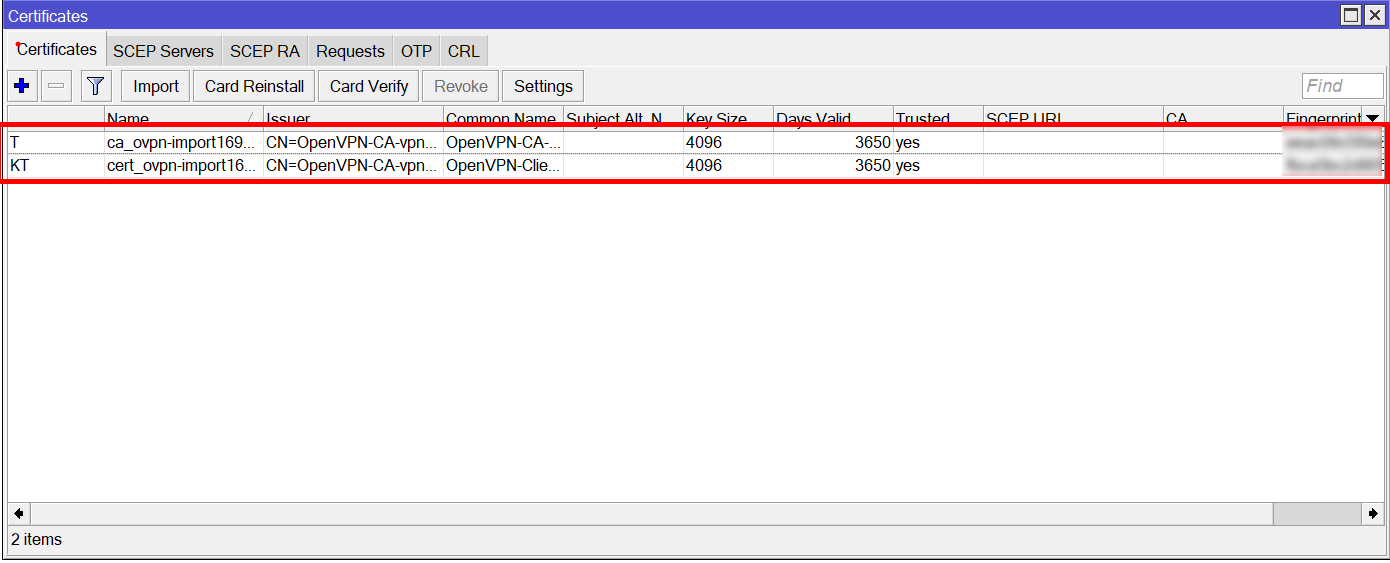 Certificates
Certificates SCEP Servers SCEP RA Requests OTP CRL
Import Card Reinstall Card Verify Revoke Settings Find
Name Issuer Common Name Subject Alt. N... Key Size Days Valid Trusted SCEP URL CA Fingerprint
T ca_ovpn-import169... CN=OpenVPN-CA-vpn... OpenVPN-CA-... 4096 3650 yes
KT cert_ovpn-import16... CN=OpenVPN-CA-vpn... OpenVPN-Clie... 4096 3650 yes
2 items